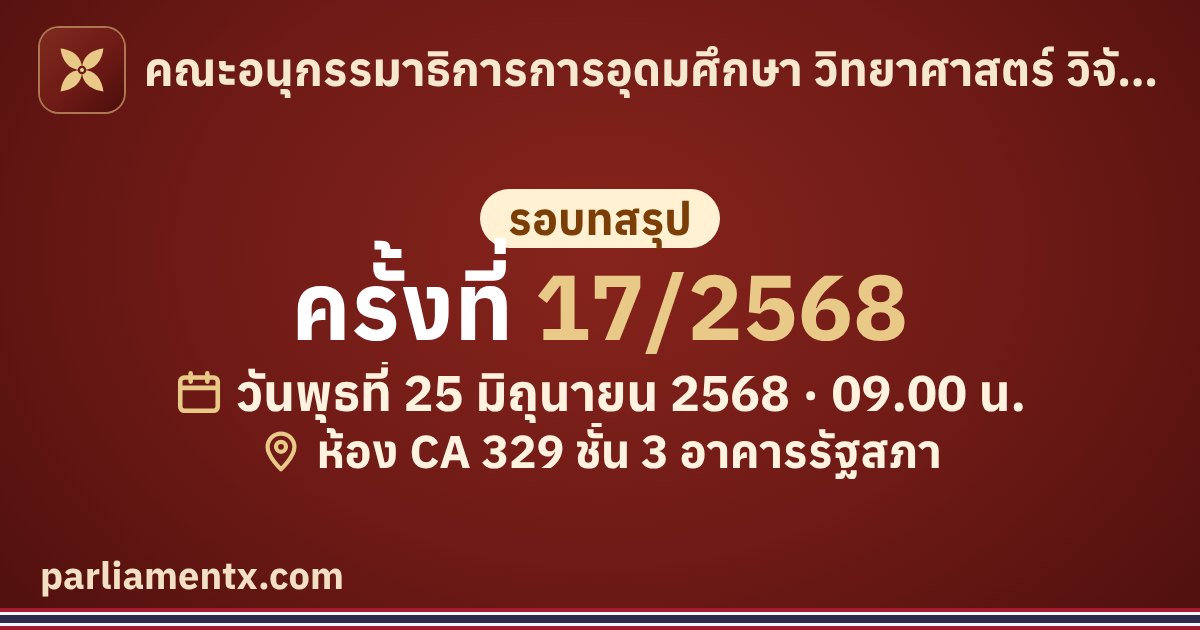 คณะอนุกรรมาธิการการอุดมศึกษา วิทยาศาสตร์ วิจั...
รอบทสรุป
ครั้งที่ 17/2568
วันพุธที่ 25 มิถุนายน 2568 · 09.00 น.
ห้อง CA 329 ชั้น 3 อาคารรัฐสภา
parliamentx.com